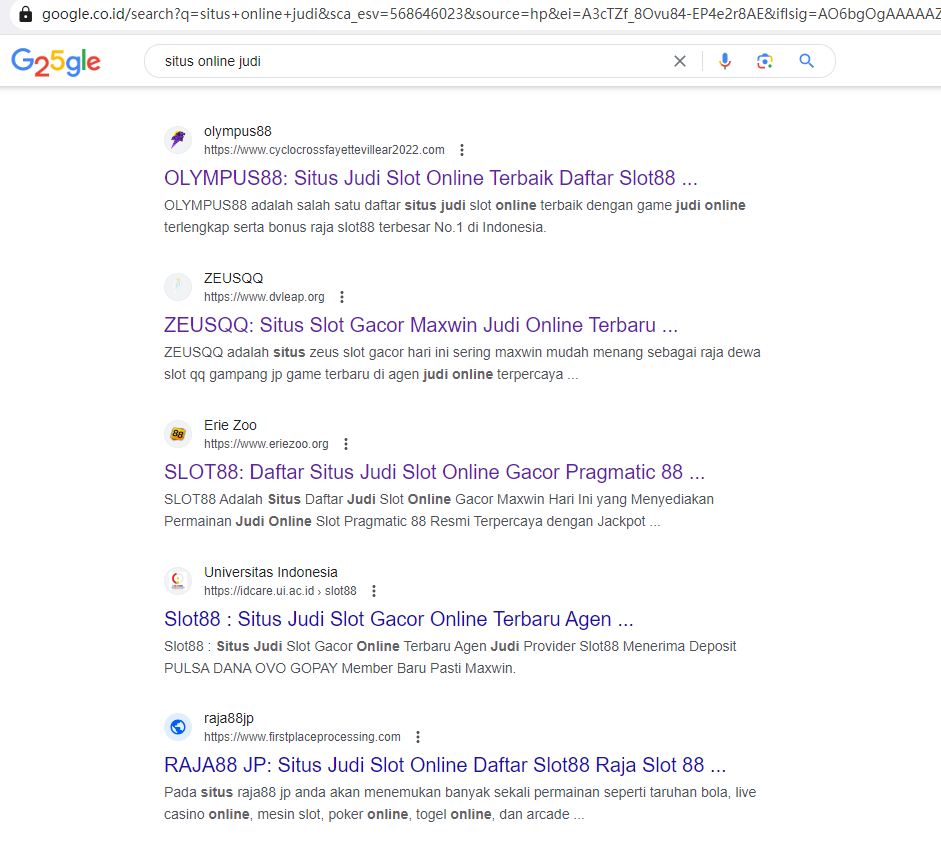 google.co.id/search?q=situs+online+judi&sca_esv=568646023&source=hp&ei=A3cTZf_8Ovu84-EP4e2r8AE&iflsig=AO6bgOgAAAAAZ
G25gle
situs online judi
olympus88
https://www.cyclocrossfayettevillear2022.com
OLYMPUS88: Situs Judi Slot Online Terbaik Daftar Slot88 ...
OLYMPUS88 adalah salah satu daftar situs judi slot online terbaik dengan game judi online
terlengkap serta bonus raja slot88 terbesar No.1 di Indonesia.
ZEUSQQ
https://www.dvleap.org
ZEUSQQ: Situs Slot Gacor Maxwin Judi Online Terbaru ...
ZEUSQQ adalah situs zeus slot gacor hari ini sering maxwin mudah menang sebagai raja dewa
slot qq gampang jp game terbaru di agen judi online terpercaya ...
88
Erie Zoo
https://www.eriezoo.org
SLOT88: Daftar Situs Judi Slot Online Gacor Pragmatic 88 ...
SLOT88 Adalah Situs Daftar Judi Slot Online Gacor Maxwin Hari Ini yang Menyediakan
Permainan Judi Online Slot Pragmatic 88 Resmi Terpercaya dengan Jackpot ...
Universitas Indonesia
https://idcare.ui.ac.id › slot88
Slot88 : Situs Judi Slot Gacor Online Terbaru Agen ...
Slot88 : Situs Judi Slot Gacor Online Terbaru Agen Judi Provider Slot88 Menerima Deposit
PULSA DANA OVO GOPAY Member Baru Pasti Maxwin.
raja88jp
https://www.firstplaceprocessing.com
RAJA88 JP: Situs Judi Slot Online Daftar Slot88 Raja Slot 88 ...
Pada situs raja88 jp anda akan menemukan banyak sekali permainan seperti taruhan bola, live
casino online, mesin slot, poker online, togel online, dan arcade ...